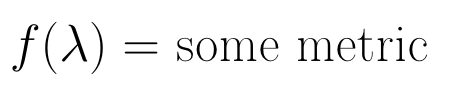 f(λ) = some metric